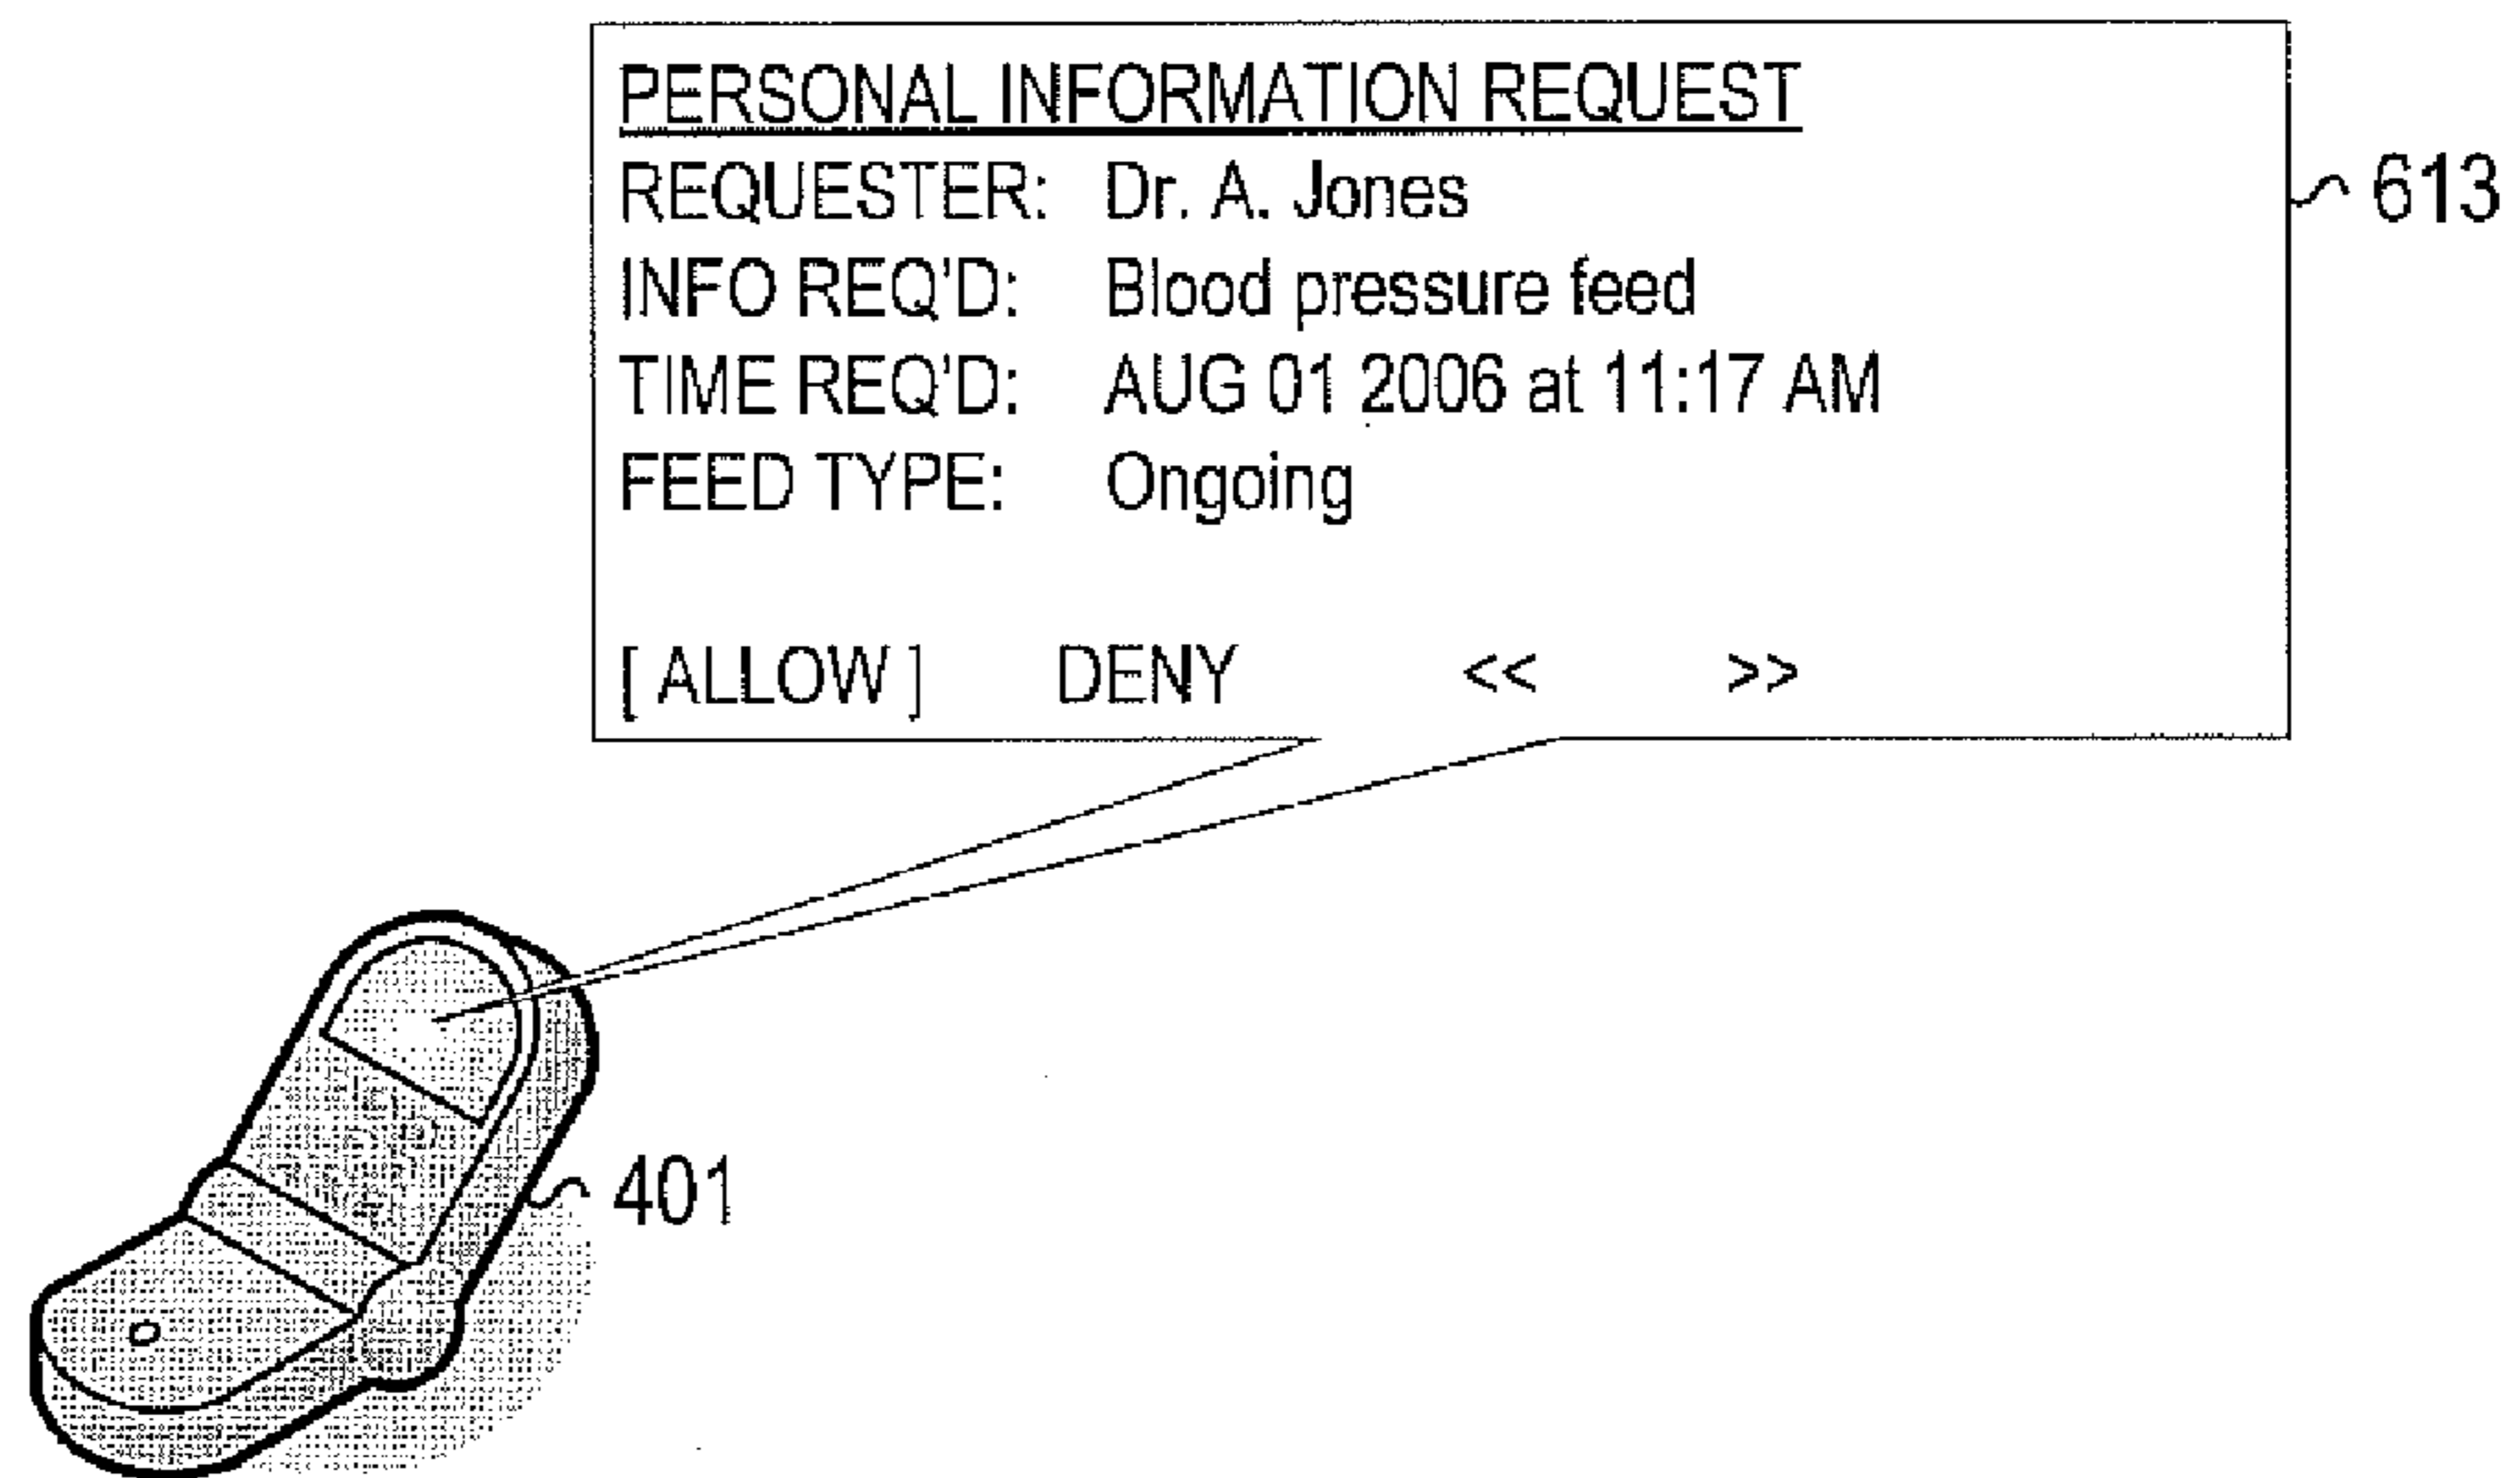 PERSONAL INFORMATION REQUEST
REQUESTER: Dr. A. Jones
613
INFO REQ'D: Blood pressure feed
TIME REQ'D: AUG 01 2006 at 11:17 AM
FEED TYPE: Ongoing
[ ALLOW ] DENY << >>
401